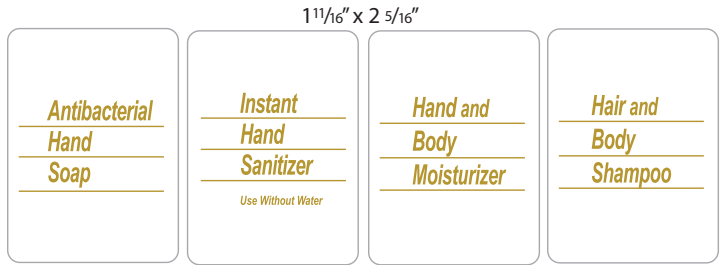 1 11/16" x 2 5/16"
Antibacterial
Hand
Soap
Instant
Hand
Sanitizer
Use Without Water
Hand and
Body
Moisturizer
Hair and
Body
Shampoo